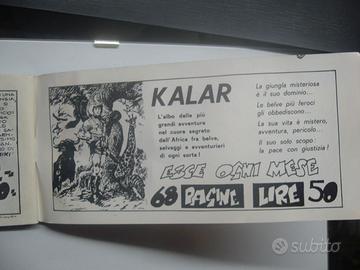 KALAR
L'albo delle più
grandi avventure
nel cuore segreto
dell'Africa fra belve,
selvaggi e avventurieri
di ogni sorta!
La giungla misteriosa
è il suo dominio...
Le belve più feroci
gli obbediscono...
La sua vita è mistero,
avventura, pericolo...
Il suo solo scopo:
la pace con giustizia!
ESCE OGNI MESE
68 PAGINE LIRE 50
subito